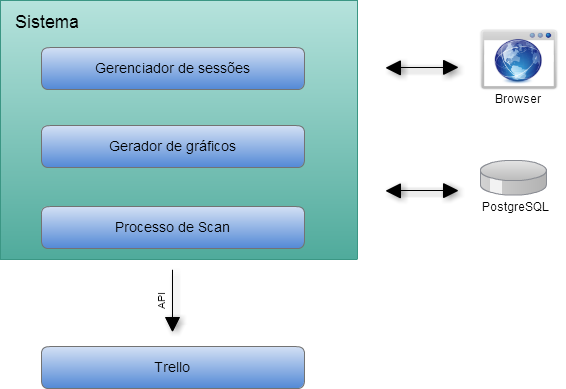 Sistema
Gerenciador de sessões
Browser
Gerador de gráficos
PostgreSQL
Processo de Scan
API
Trello